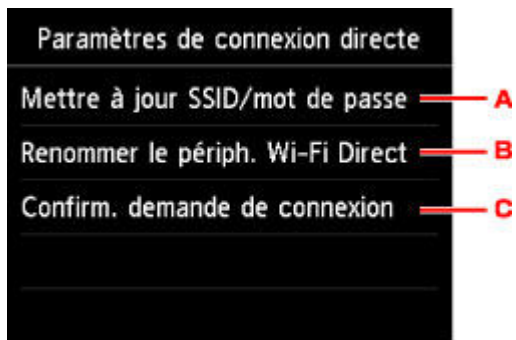 Paramètres de connexion directe
Mettre à jour SSID/mot de passe A
Renommer le périph. Wi-Fi Direct B
Confirm. demande de connexion C